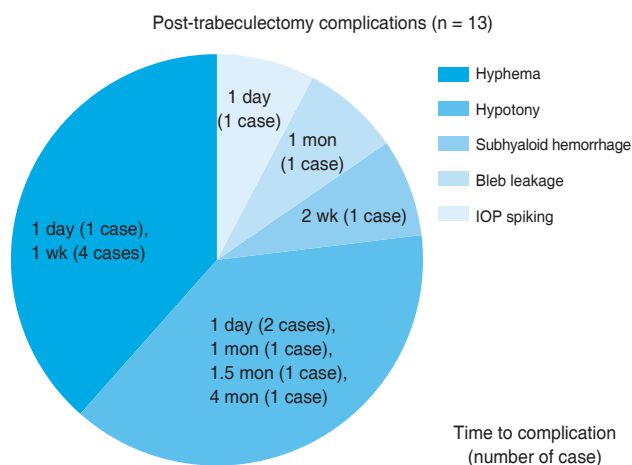 Post-trabeculectomy complications (n = 13)
Hyphema
Hypotony
Subhyaloid hemorrhage
Bleb leakage
IOP spiking
1 day
(1 case)
1 mon
(1 case)
2 wk (1 case)
1 day (1 case),
1 wk (4 cases)
1 day (2 cases),
1 mon (1 case),
1.5 mon (1 case),
4 mon (1 case)
Time to complication
(number of case)